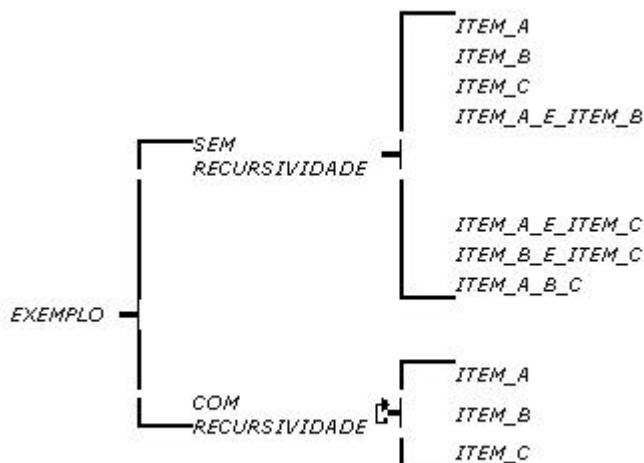 ITEM_A
ITEM_B
ITEM_C
ITEM_A_E_ITEM_B
SEM
RECURSIVIDADE
ITEM_A_E_ITEM_C
ITEM_B_E_ITEM_C
ITEM_A_B_C
EXEMPLO
ITEM_A
COM
RECURSIVIDADE
ITEM_B
ITEM_C